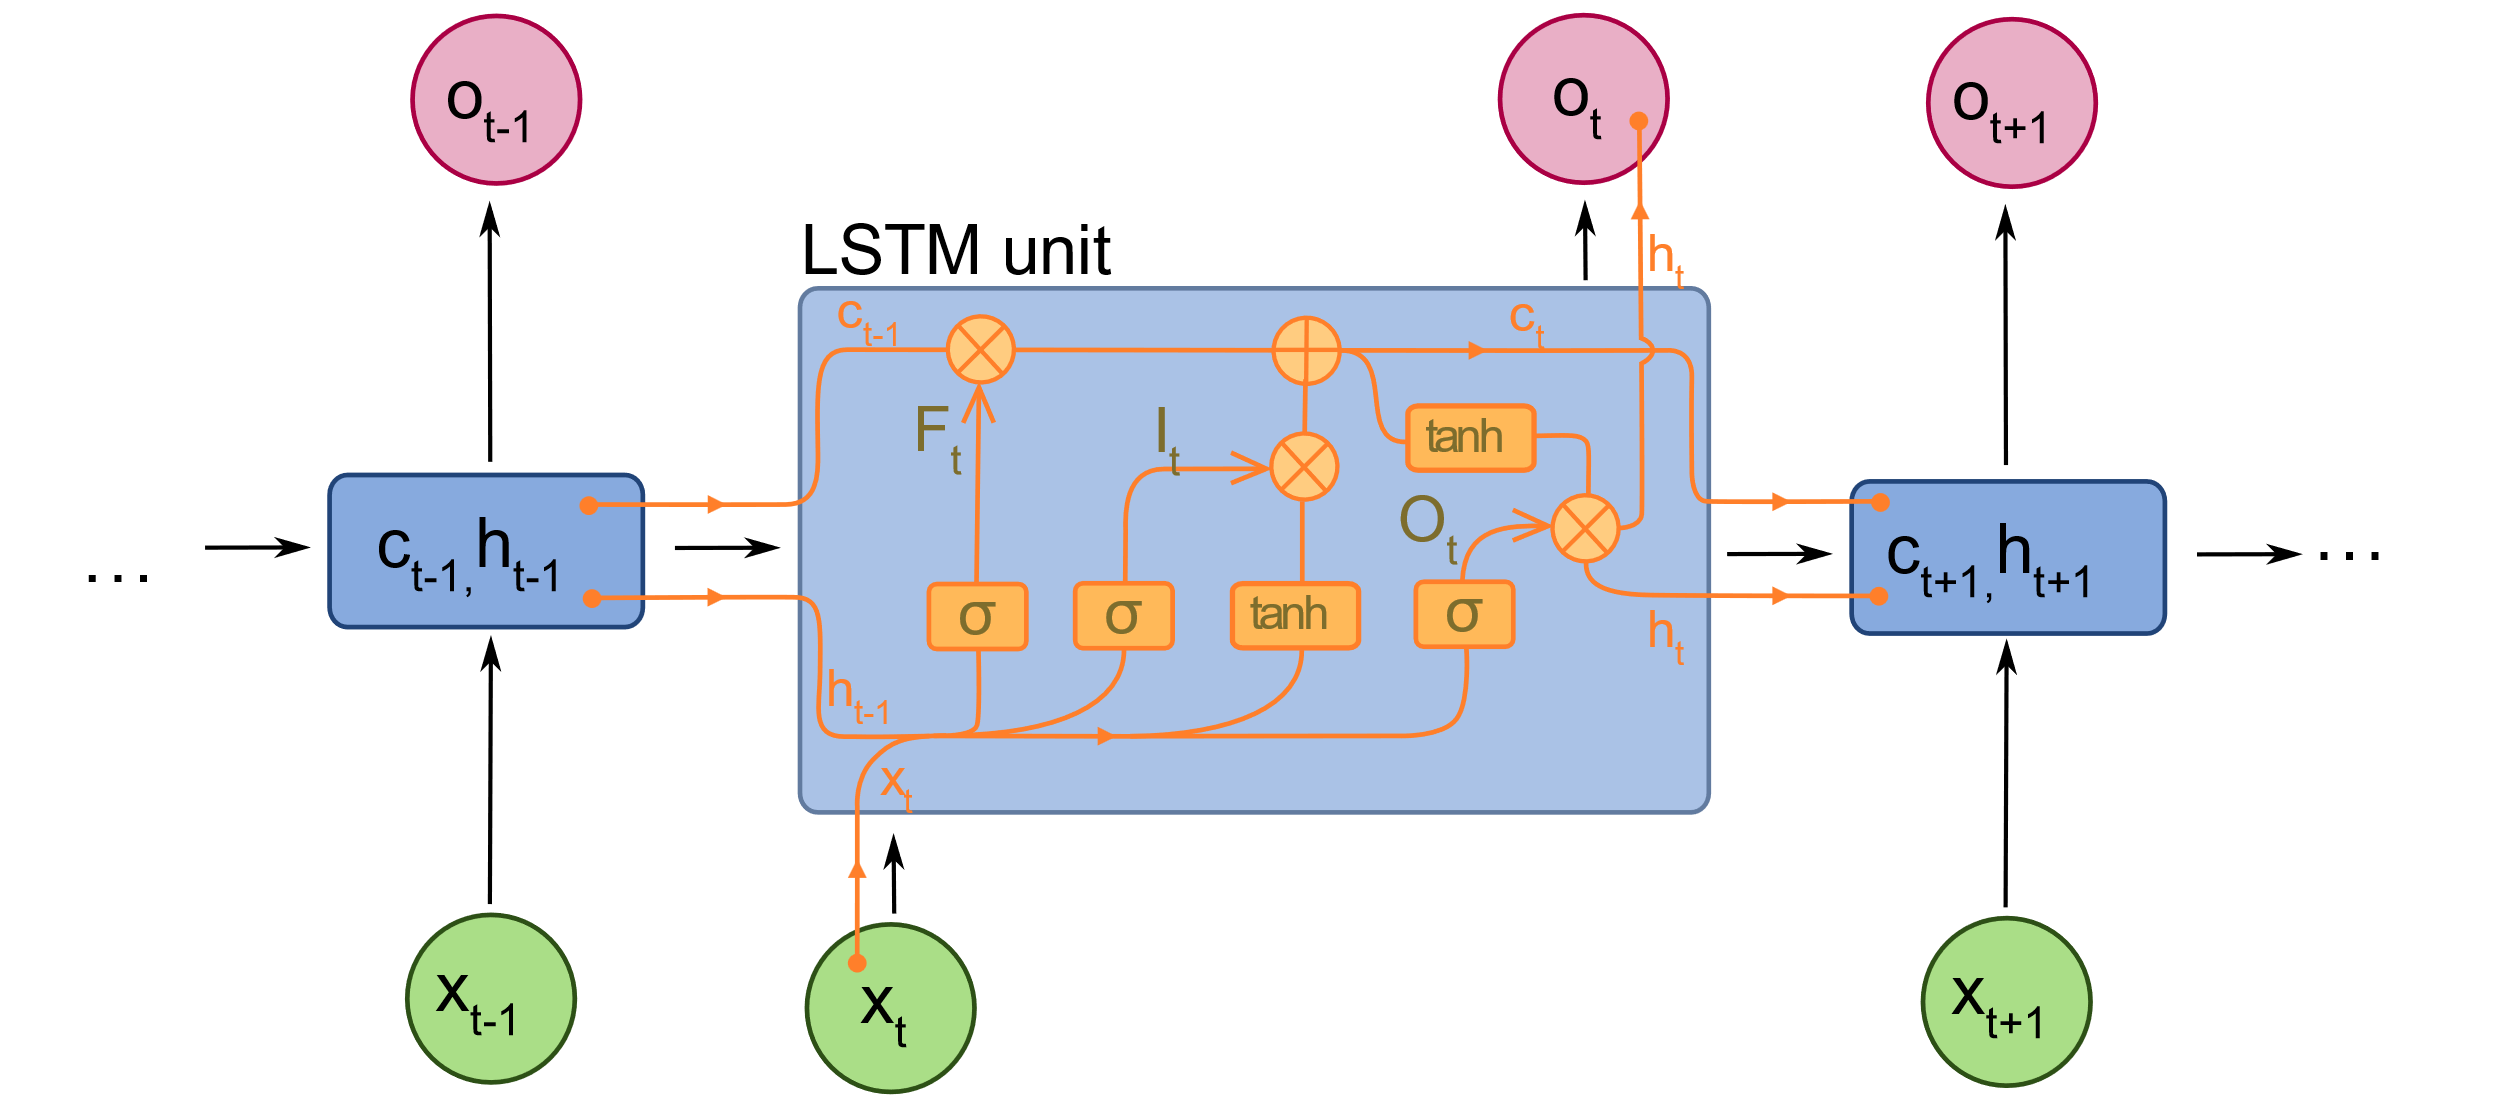 o t-1
o t
o t+1
LSTM unit
c t-1
c t
h t
F t
I t
tanh
O t
...
c t-1, h t-1
c t+1, h t+1
...
σ
σ
tanh
σ
h t
h t-1
x t
x t-1
x t
x t+1